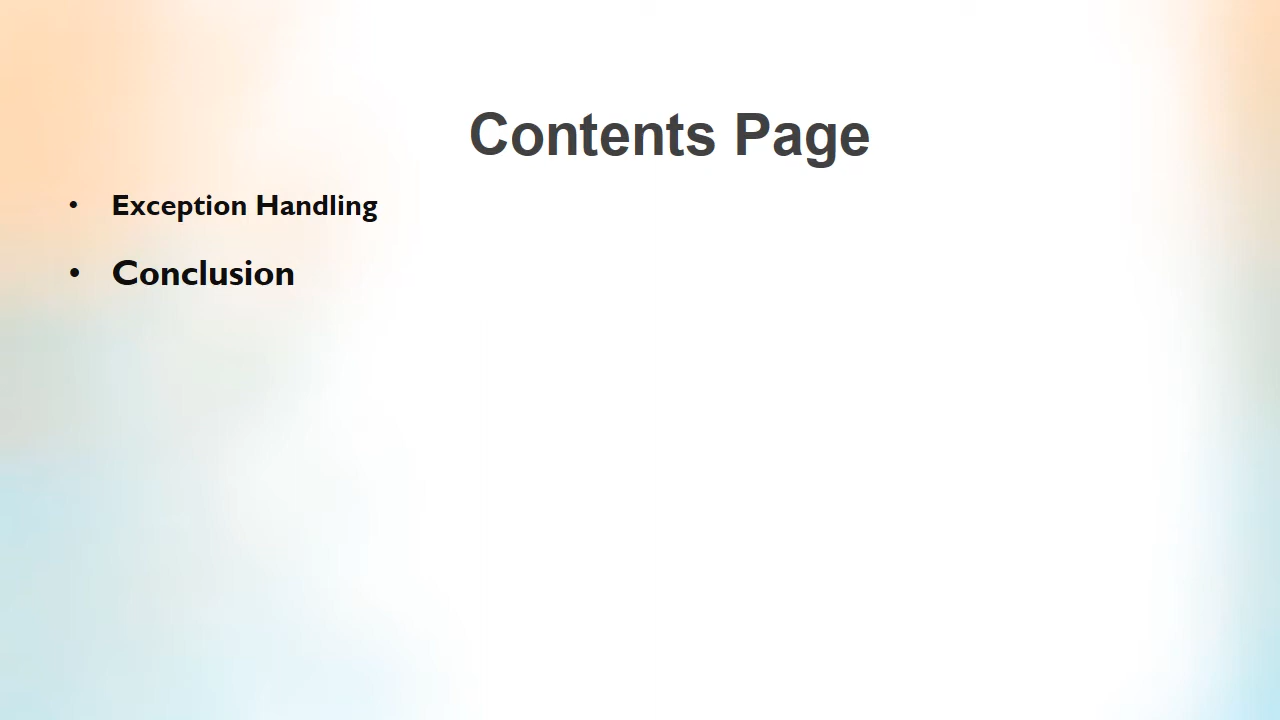 Contents Page
• Exception Handling
• Conclusion